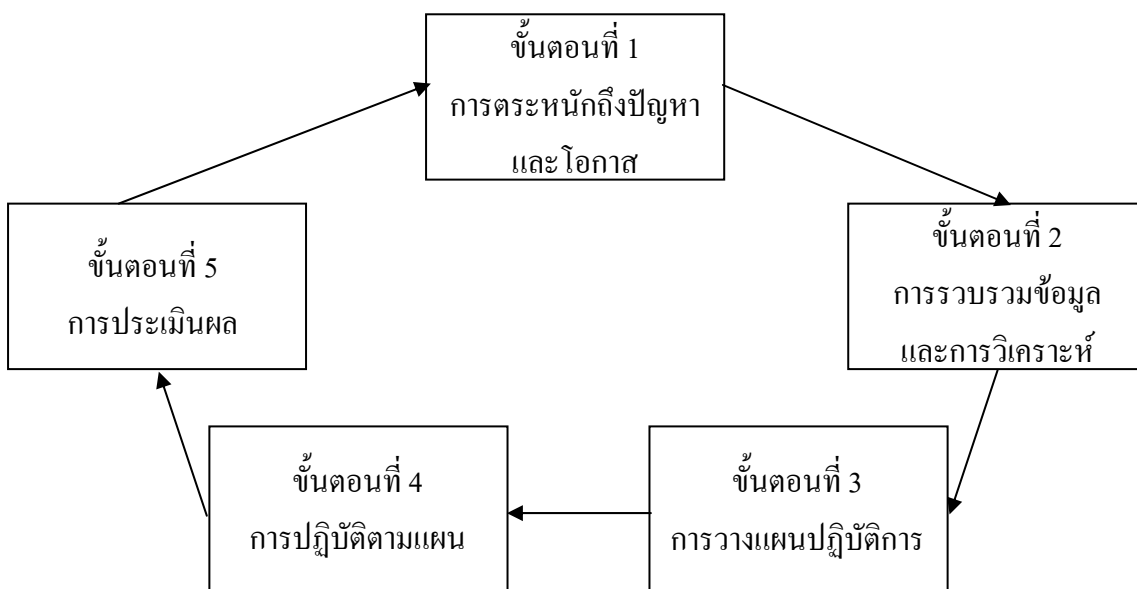 ขั้นตอนที่ 1
การตระหนักถึงปัญหา
และโอกาส
ขั้นตอนที่ 2
การรวบรวมข้อมูล
และการวิเคราะห์
ขั้นตอนที่ 3
การวางแผนปฏิบัติการ
ขั้นตอนที่ 4
การปฏิบัติตามแผน
ขั้นตอนที่ 5
การประเมินผล